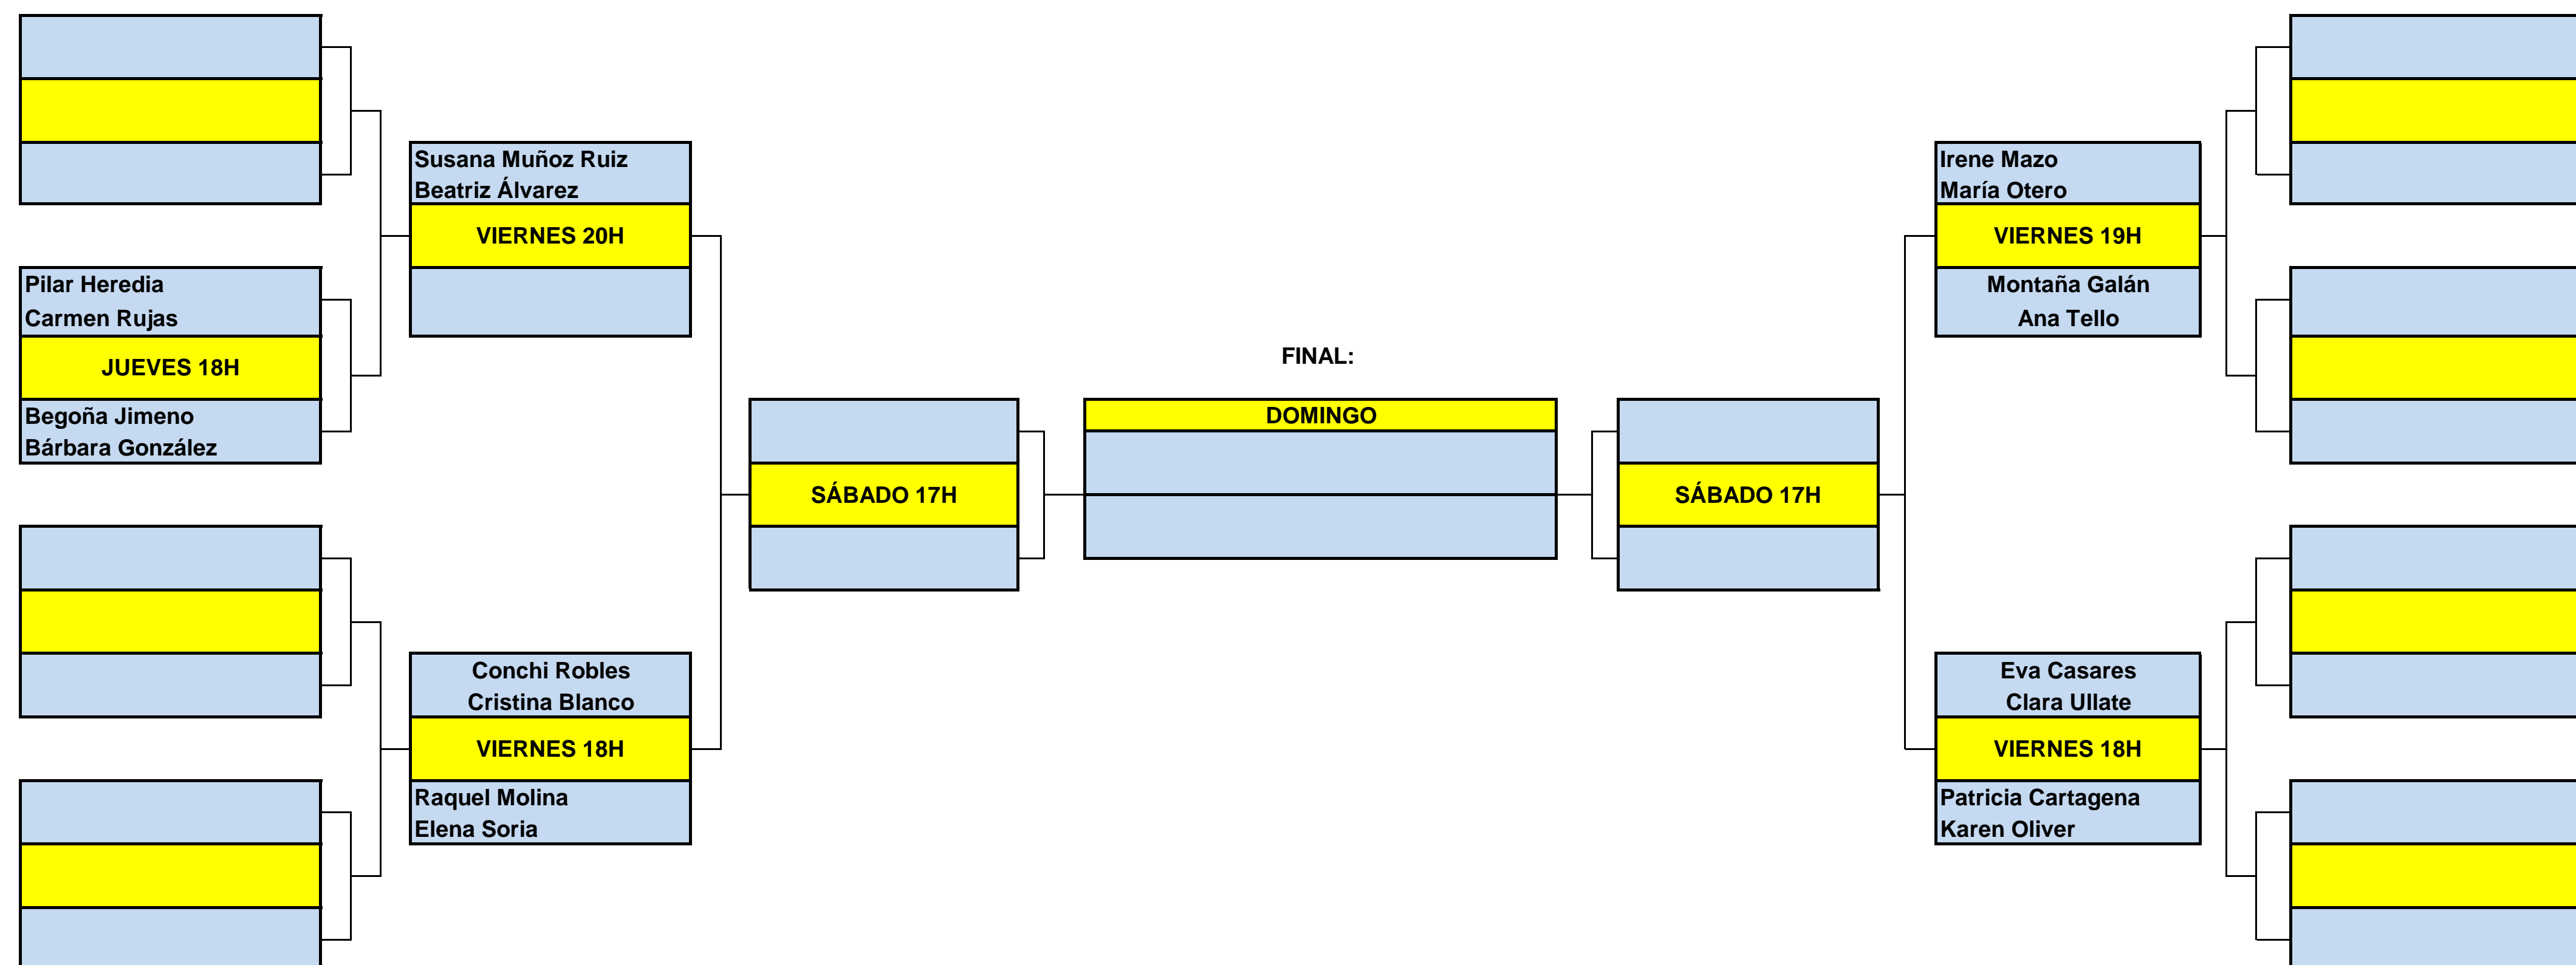 Susana Muñoz Ruiz
Beatriz Álvarez
VIERNES 20H
Pilar Heredia
Carmen Rujas
JUEVES 18H
Begoña Jimeno
Bárbara González
Conchi Robles
Cristina Blanco
VIERNES 18H
Raquel Molina
Elena Soria
SÁBADO 17H
FINAL:
DOMINGO
SÁBADO 17H
Irene Mazo
María Otero
VIERNES 19H
Montaña Galán
Ana Tello
Eva Casares
Clara Ullate
VIERNES 18H
Patricia Cartagena
Karen Oliver